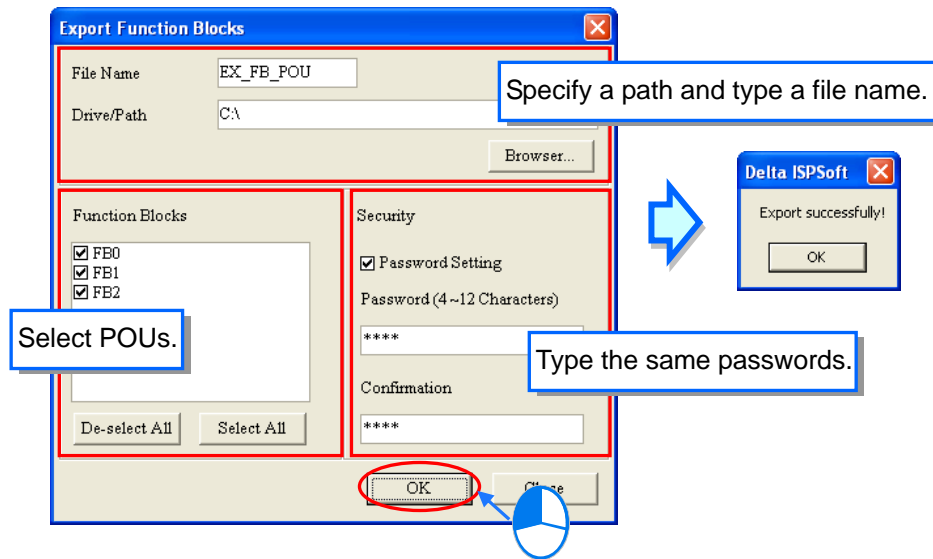 Export Function Blocks
File Name
EX_FB_POU
Specify a path and type a file name.
Drive/Path
C:\
Browser...
Delta ISPSoft
Export successfully!
OK
Function Blocks
FB0
FB1
FB2
Select POUs.
De-select All
Select All
Security
Password Setting
Password (4~12 Characters)
****
Type the same passwords.
Confirmation
****
OK